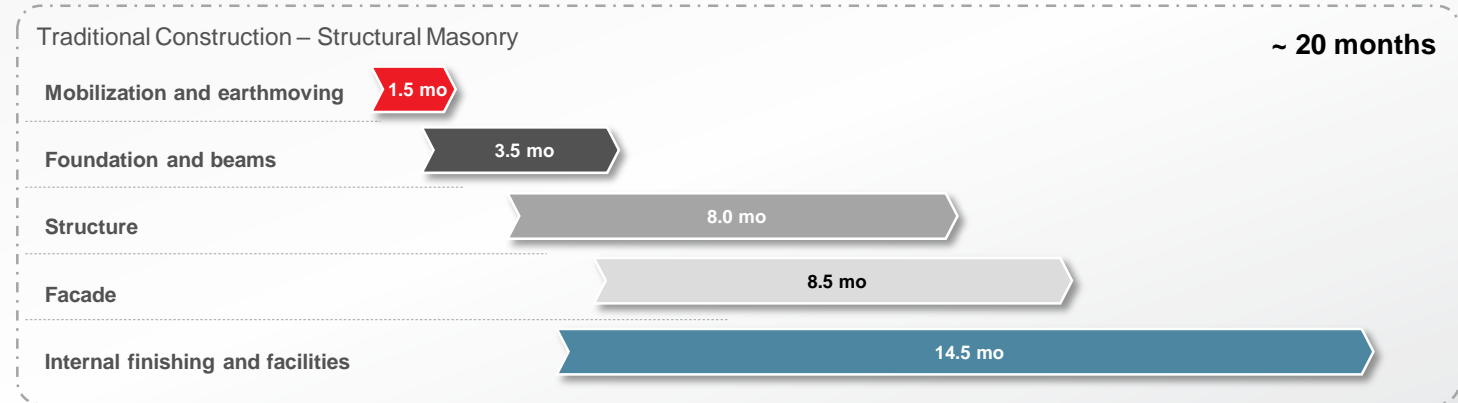 Traditional Construction – Structural Masonry
~ 20 months
Mobilization and earthmoving
1.5 mo
Foundation and beams
3.5 mo
Structure
8.0 mo
Facade
8.5 mo
Internal finishing and facilities
14.5 mo